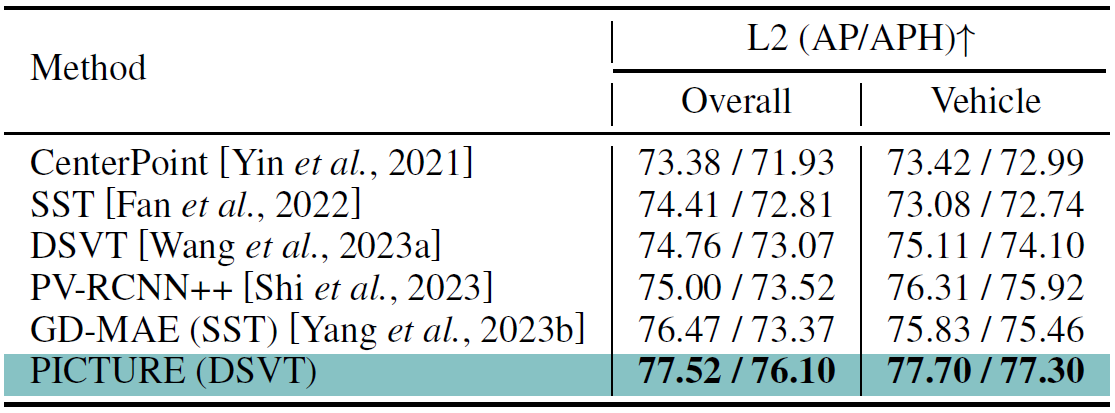 Method L2 (AP/APH)↑
Overall Vehicle
CenterPoint [Yin et al., 2021] 73.38 / 71.93 73.42 / 72.99
SST [Fan et al., 2022] 74.41 / 72.81 73.08 / 72.74
DSVT [Wang et al., 2023a] 74.76 / 73.07 75.11 / 74.10
PV-RCNN++ [Shi et al., 2023] 75.00 / 73.52 76.31 / 75.92
GD-MAE (SST) [Yang et al., 2023b] 76.47 / 73.37 75.83 / 75.46
PICTURE (DSVT) 77.52 / 76.10 77.70 / 77.30